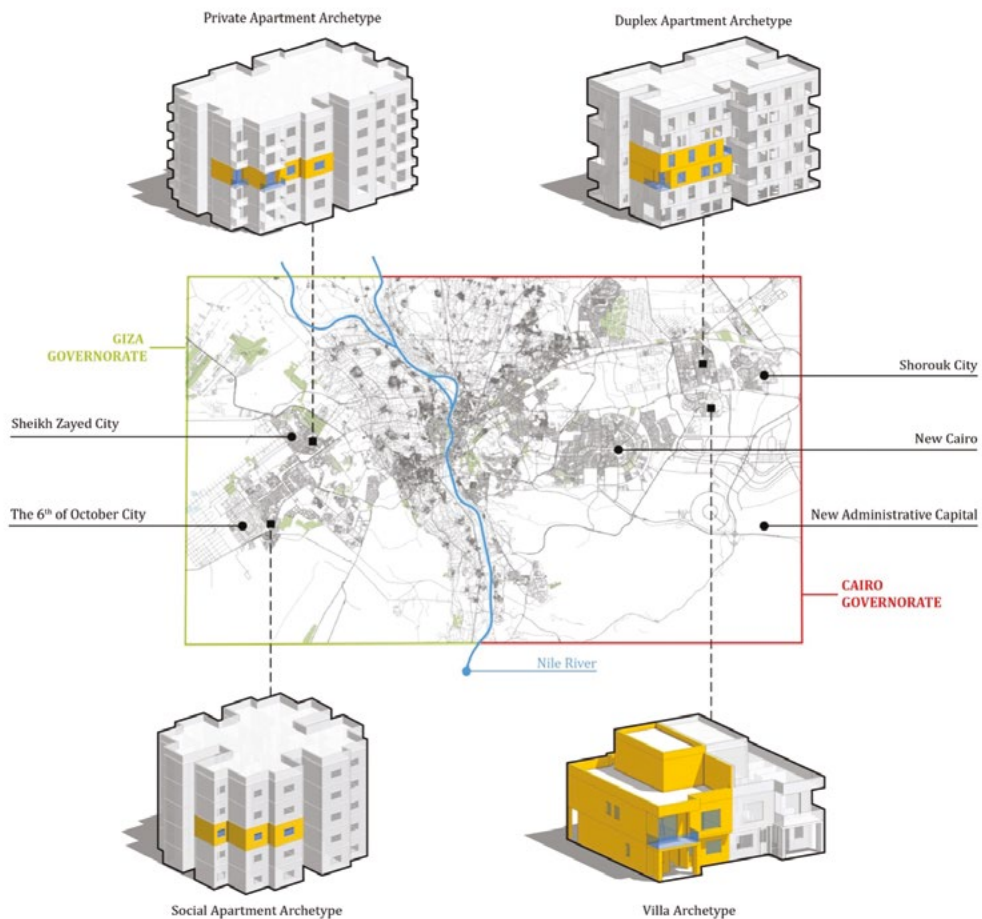 Private Apartment Archetype
Duplex Apartment Archetype
GIZA
GOVERNORATE
Shorouk City
Sheikh Zayed City
New Cairo
The 6th of October City
New Administrative Capital
CAIRO
GOVERNORATE
Nile River
Social Apartment Archetype
Villa Archetype